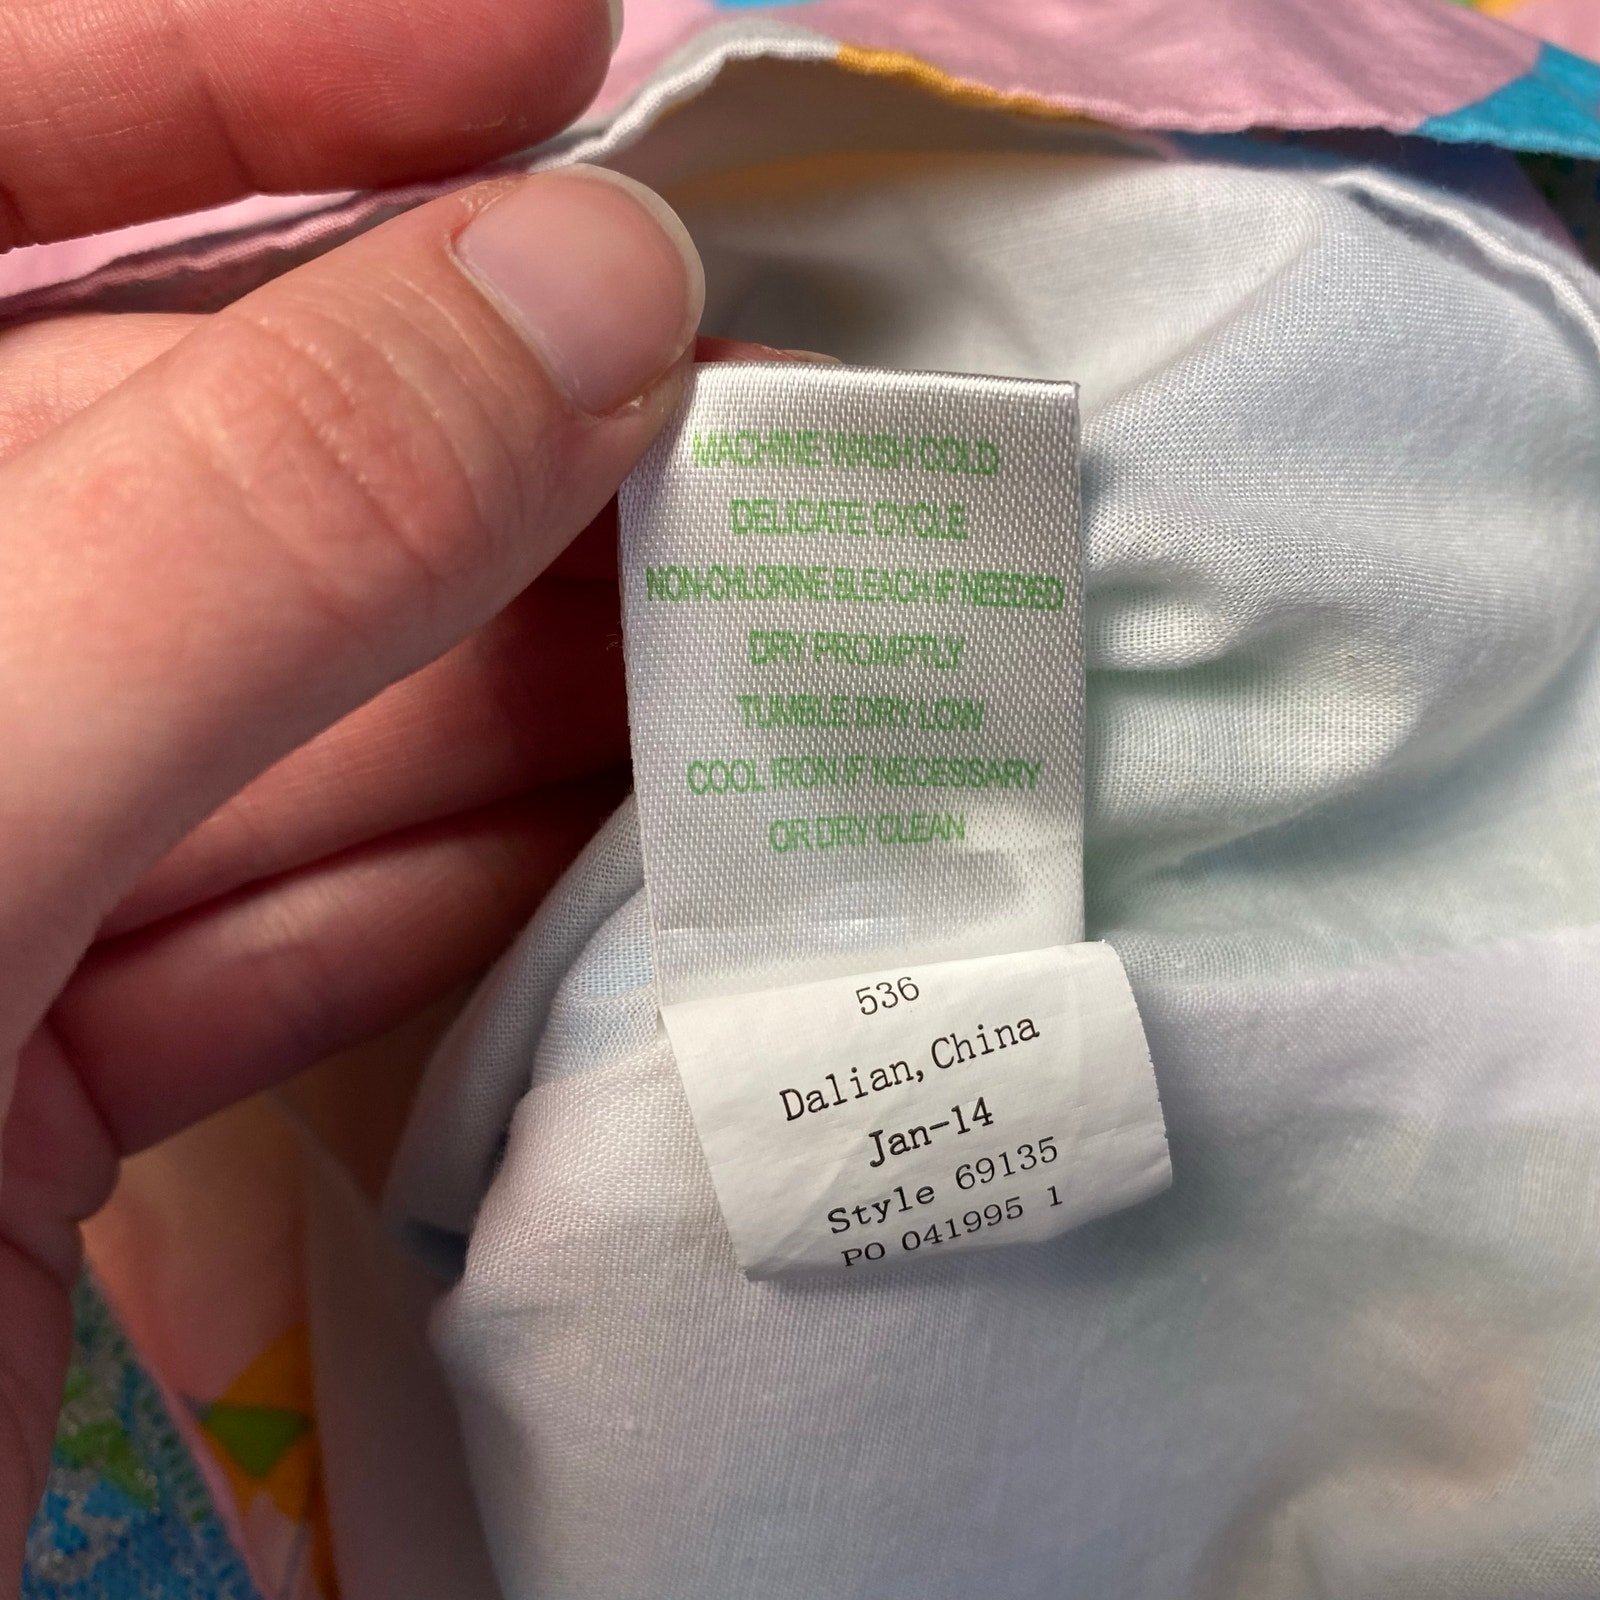 MACHINE WASH COLD
DELICATE CYCLE
NON-CHLORINE BLEACH IF NEEDED
DRY PROMPTLY
TUMBLE DRY LOW
COOL IRON IF NECESSARY
OR DRY CLEAN
536
Dalian, China
Jan-14
Style 69135
PO 041995 1